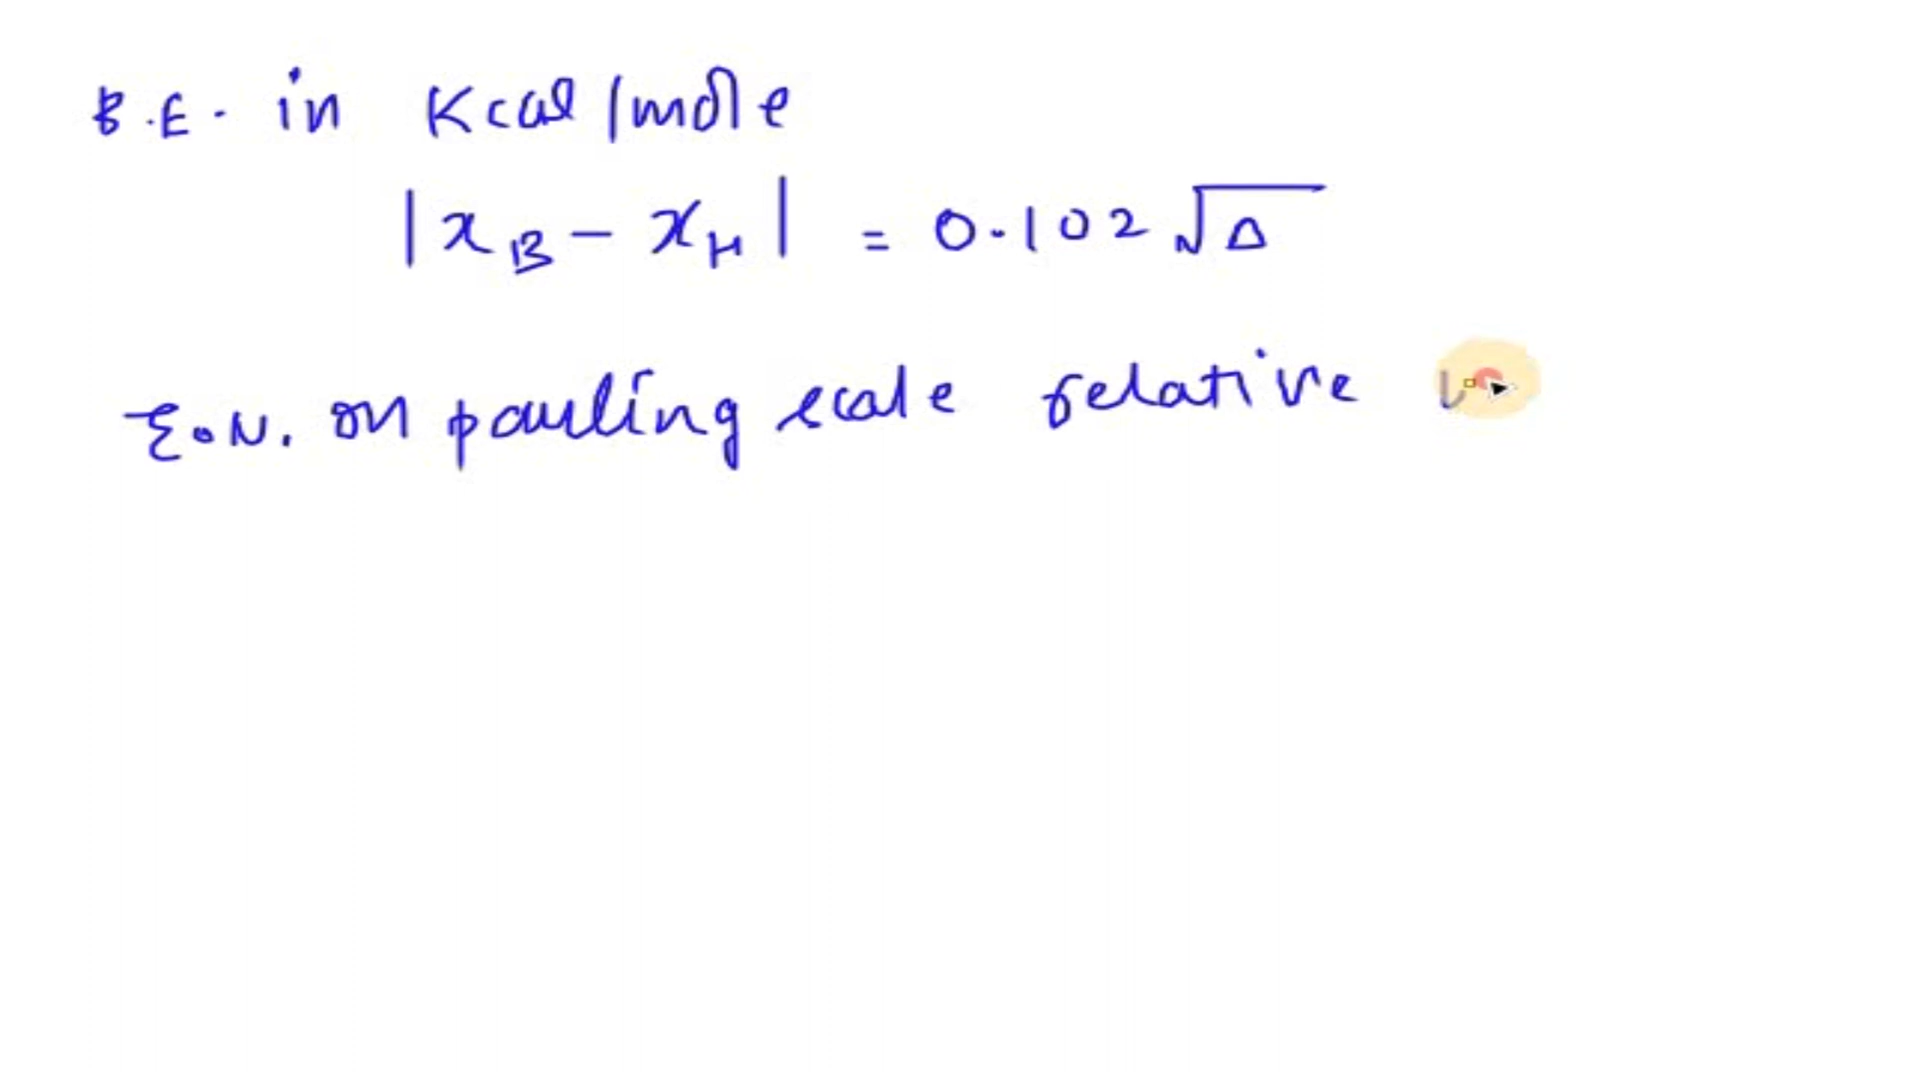 B.E. in Kcal/mole
|x_B - x_H| = 0.102 √Δ
E.N. on pauling scale relative